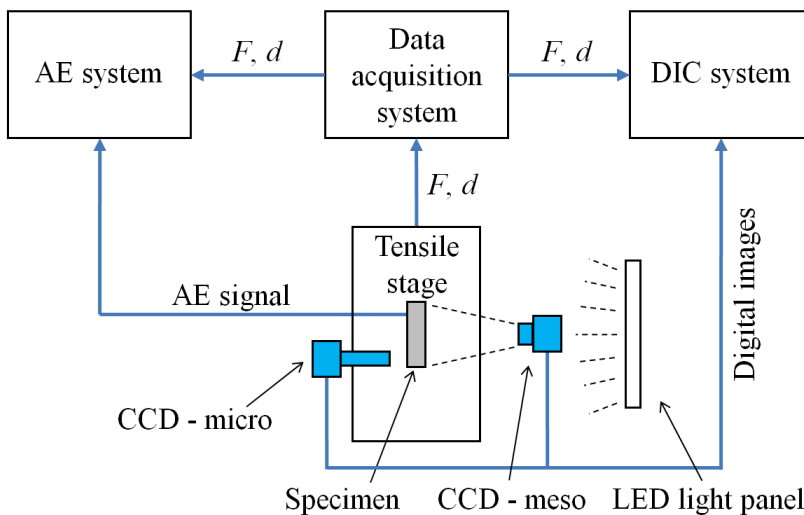 AE system
F, d
Data
acquisition
system
F, d
DIC system
F, d
Tensile
stage
AE signal
Digital images
CCD - micro
Specimen
CCD - meso
LED light panel